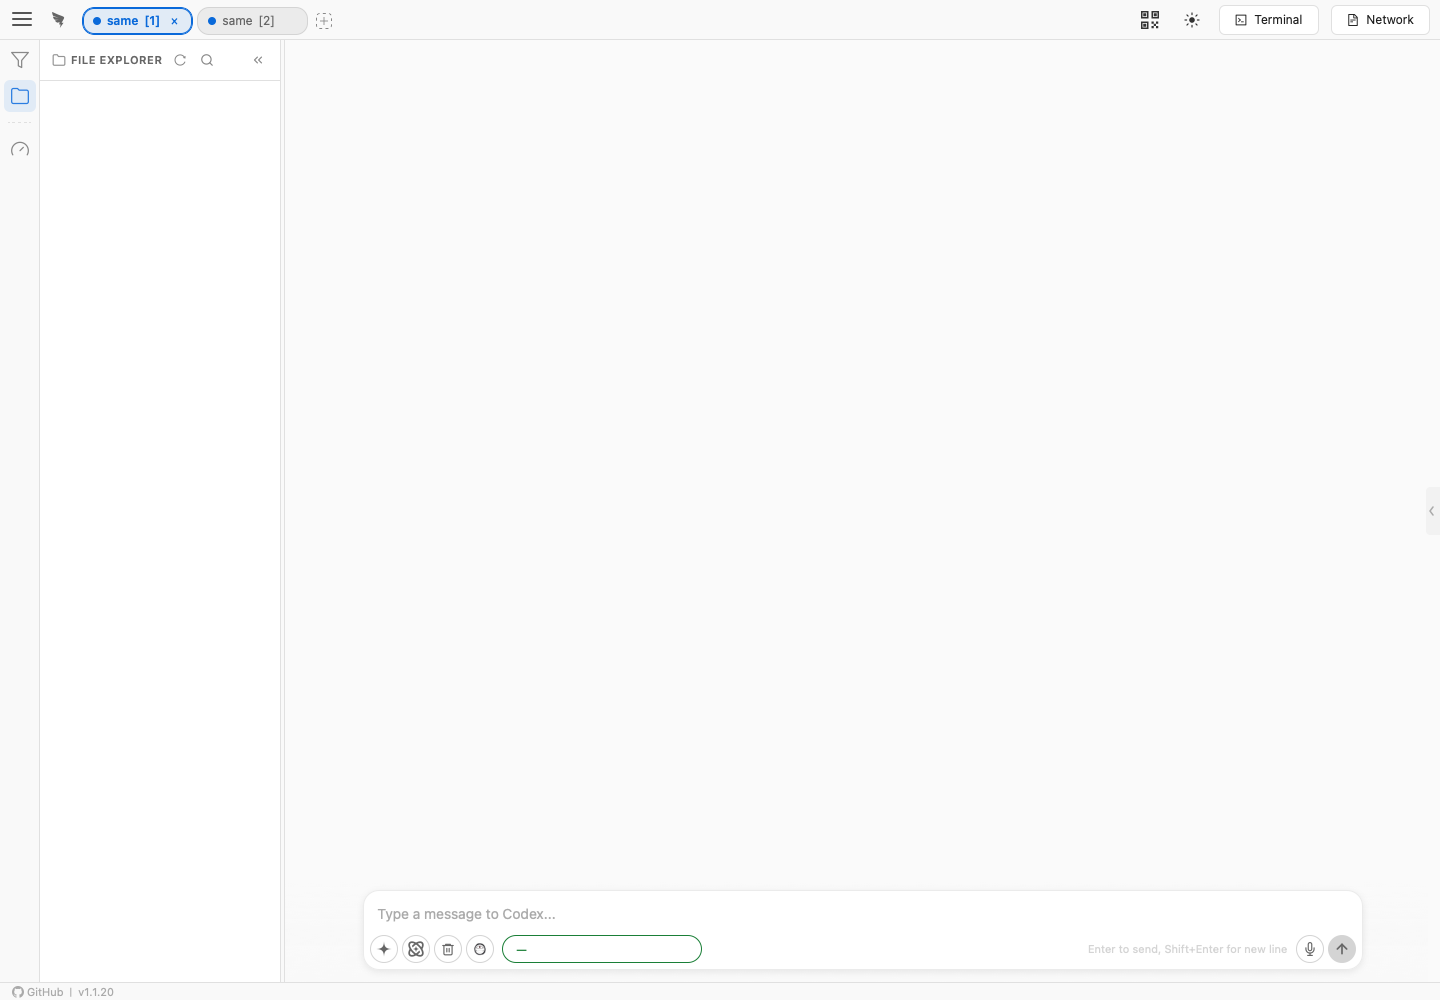 same [1] ×
same [2]
Terminal
Network
FILE EXPLORER
Type a message to Codex...
Enter to send, Shift+Enter for new line
GitHub | v1.1.20